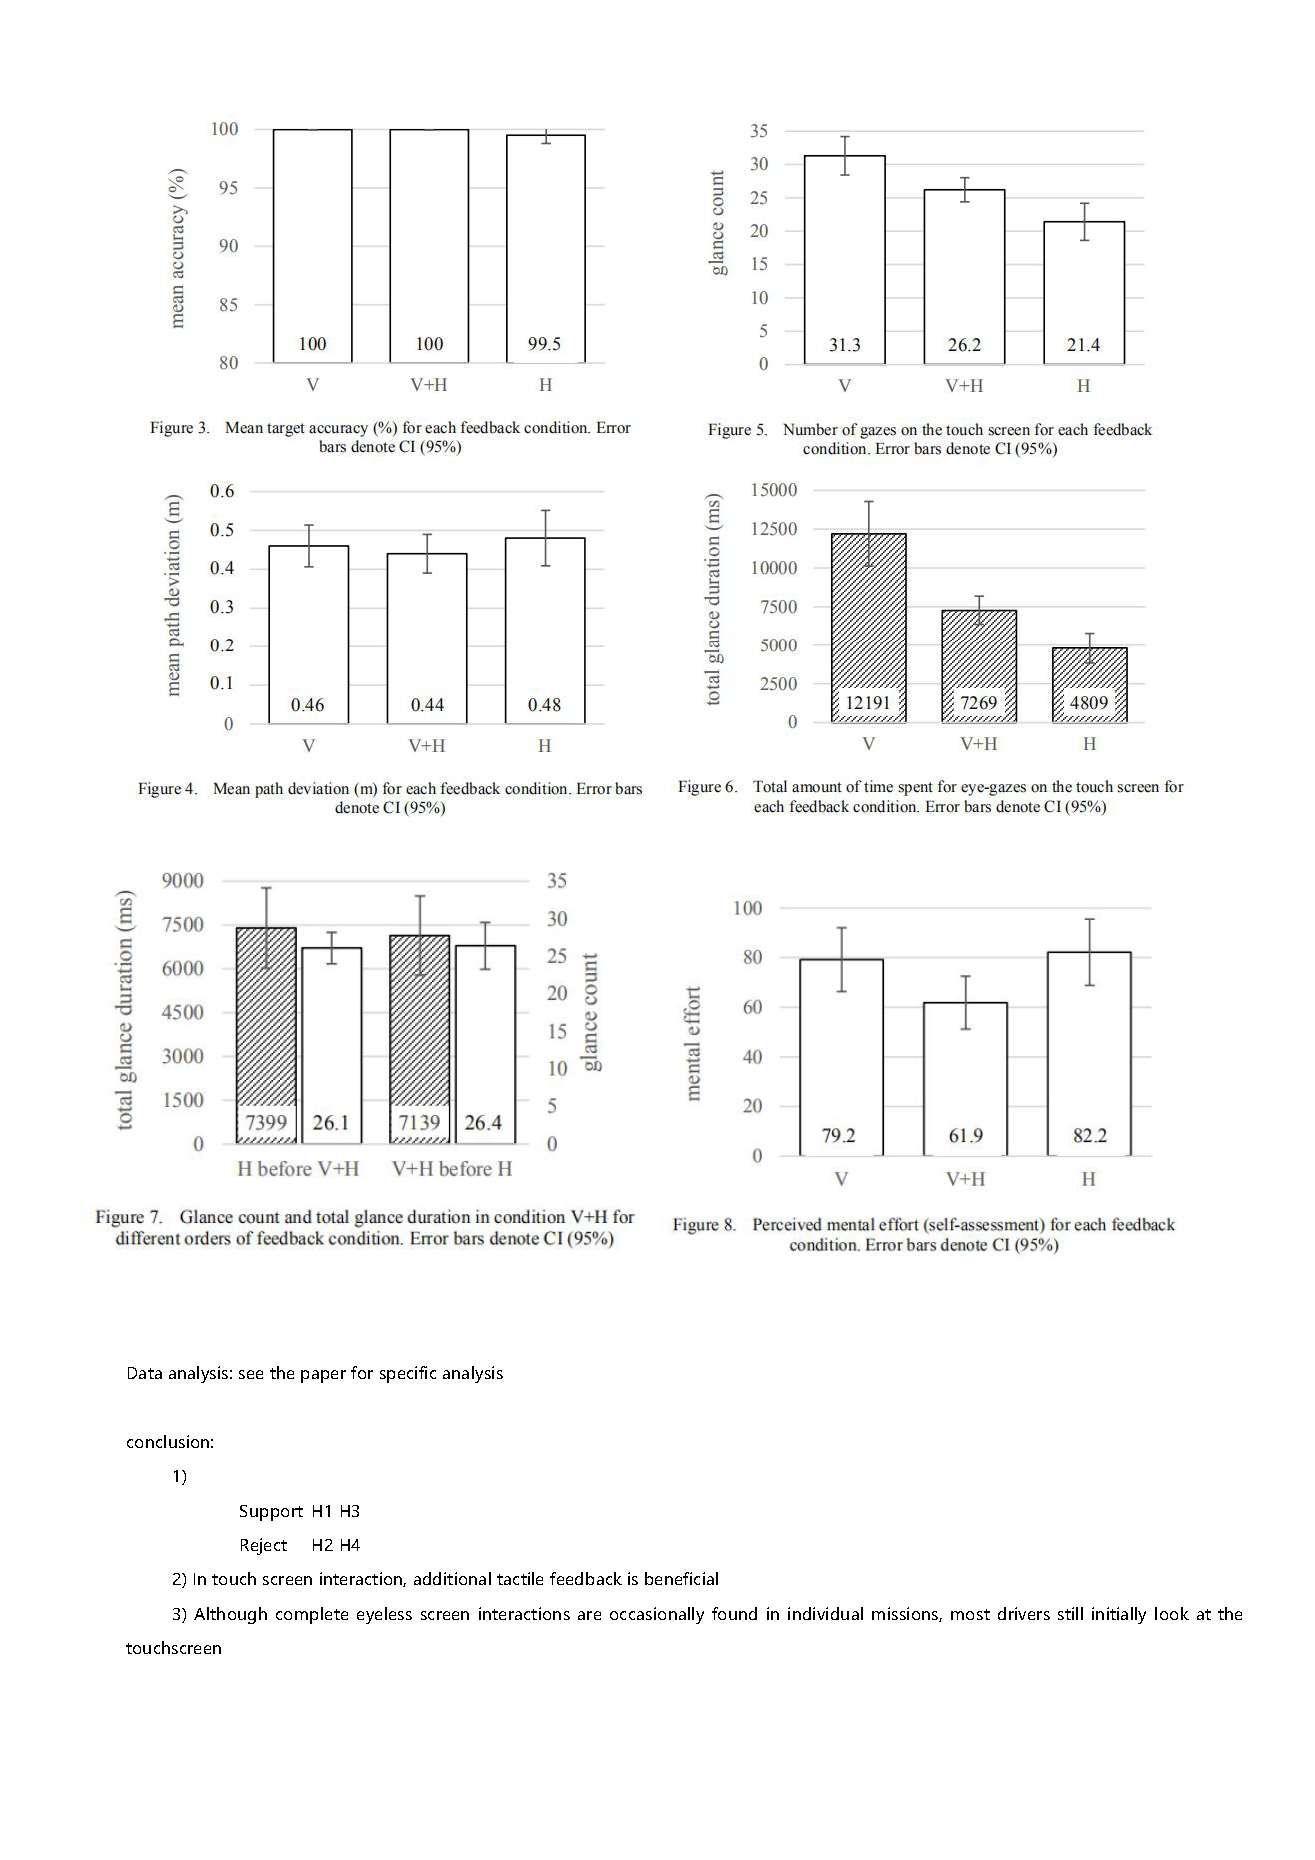 100
95
90
85
80
mean accuracy (%)
100
100
99.5
V
V+H
H
Figure 3. Mean target accuracy (%) for each feedback condition. Error
bars denote CI (95%)
35
30
25
20
15
10
5
0
glance count
31.3
26.2
21.4
V
V+H
H
Figure 5. Number of gazes on the touch screen for each feedback
condition. Error bars denote CI (95%)
0.6
0.5
0.4
0.3
0.2
0.1
0
mean path deviation (m)
0.46
0.44
0.48
V
V+H
H
Figure 4. Mean path deviation (m) for each feedback condition. Error bars
denote CI (95%)
15000
12500
10000
7500
5000
2500
0
total glance duration (ms)
12191
7269
4809
V
V+H
H
Figure 6. Total amount of time spent for eye-gazes on the touch screen for
each feedback condition. Error bars denote CI (95%)
9000
7500
6000
4500
3000
1500
0
total glance duration (ms)
35
30
25
20
15
10
5
0
glance count
7399
26.1
7139
26.4
H before V+H
V+H before H
Figure 7. Glance count and total glance duration in condition V+H for
different orders of feedback condition. Error bars denote CI (95%)
100
80
60
40
20
0
mental effort
79.2
61.9
82.2
V
V+H
H
Figure 8. Perceived mental effort (self-assessment) for each feedback
condition. Error bars denote CI (95%)
Data analysis: see the paper for specific analysis
conclusion:
1)
Support H1 H3
Reject H2 H4
2) In touch screen interaction, additional tactile feedback is beneficial
3) Although complete eyeless screen interactions are occasionally found in individual missions, most drivers still initially look at the
touchscreen